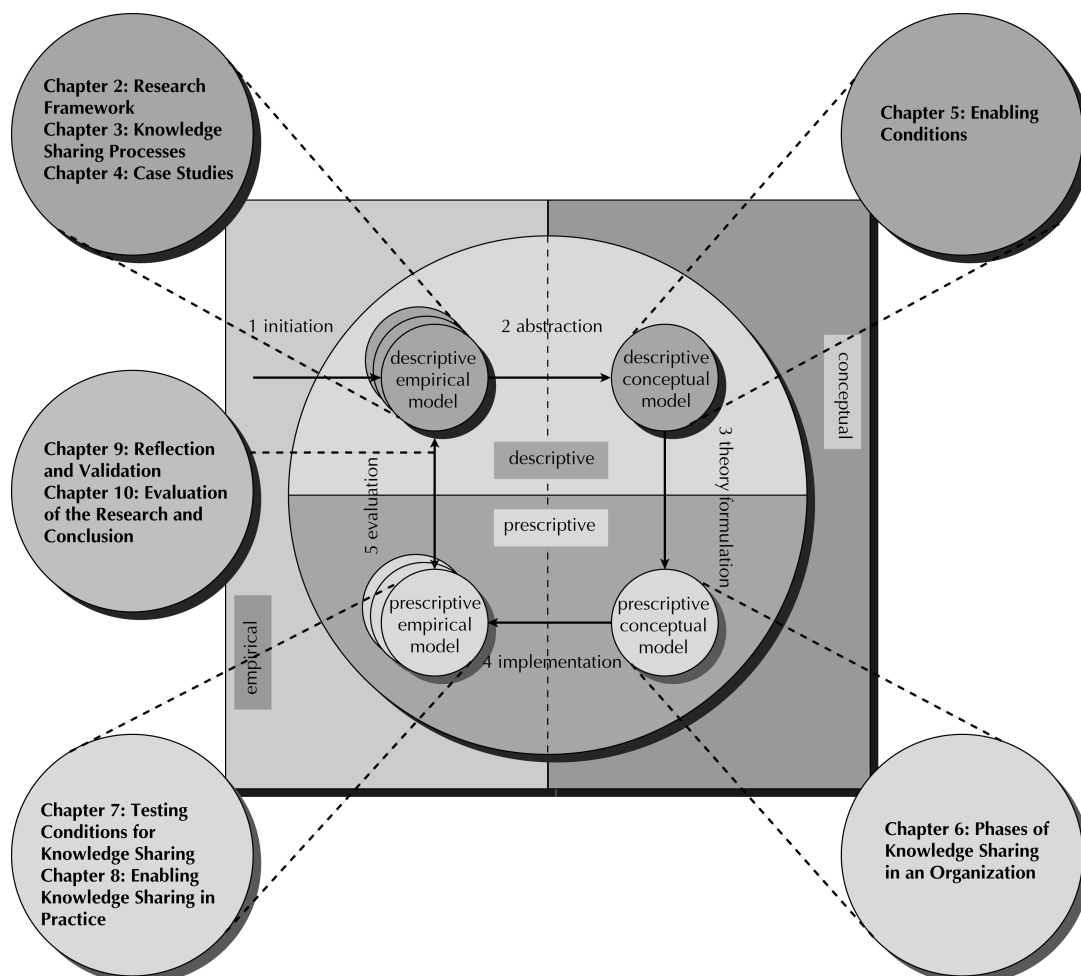 Chapter 2: Research
Framework
Chapter 3: Knowledge
Sharing Processes
Chapter 4: Case Studies
Chapter 5: Enabling
Conditions
1 initiation
2 abstraction
descriptive
empirical
model
descriptive
conceptual
model
conceptual
Chapter 9: Reflection
and Validation
Chapter 10: Evaluation
of the Research and
Conclusion
5 evaluation
descriptive
prescriptive
3 theory formulation
prescriptive
empirical
model
prescriptive
conceptual
model
4 implementation
empirical
Chapter 7: Testing
Conditions for
Knowledge Sharing
Chapter 8: Enabling
Knowledge Sharing in
Practice
Chapter 6: Phases of
Knowledge Sharing
in an Organization